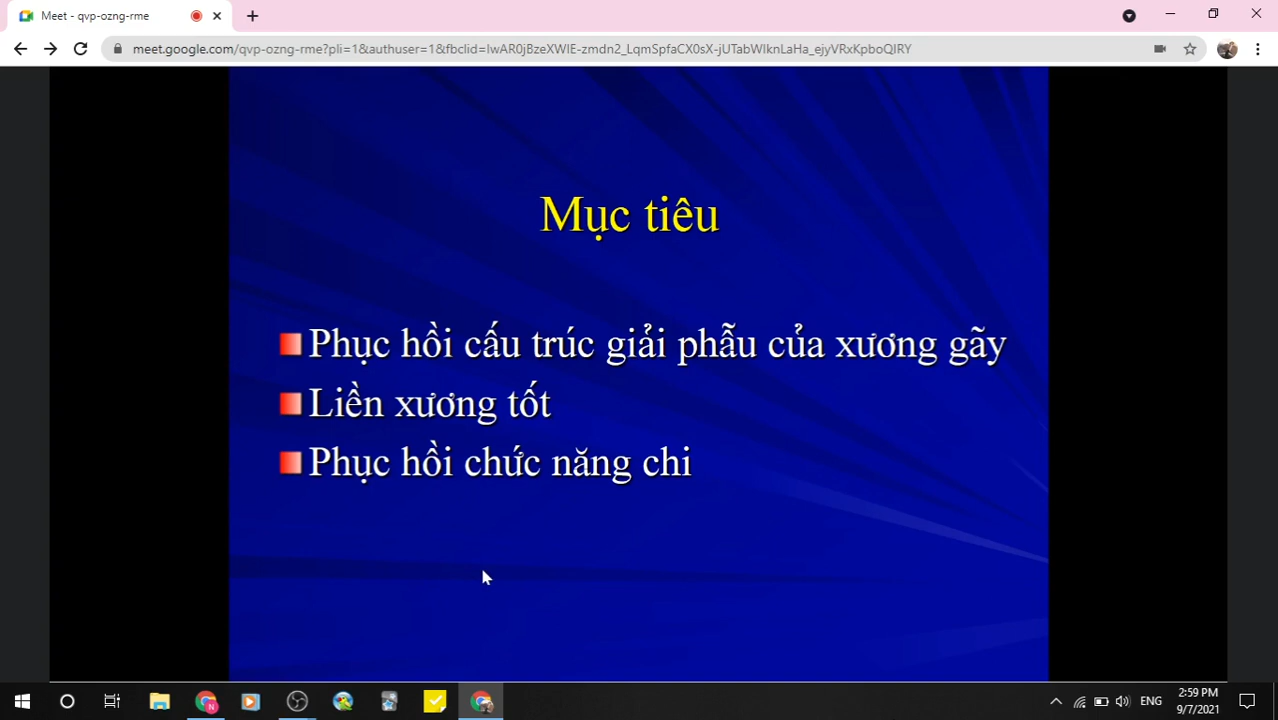 Meet - qvp-ozng-rme
meet.google.com/qvp-ozng-rme?pli=1&authuser=1&fbclid=IwAR0jBzeXWIE-zmdn2_LqmSpfaCX0sX-jUTabWIknLaHa_ejyVRxKpboQIRY
Mục tiêu
Phục hồi cấu trúc giải phẫu của xương gãy
Liền xương tốt
Phục hồi chức năng chi
ENG
2:59 PM
9/7/2021